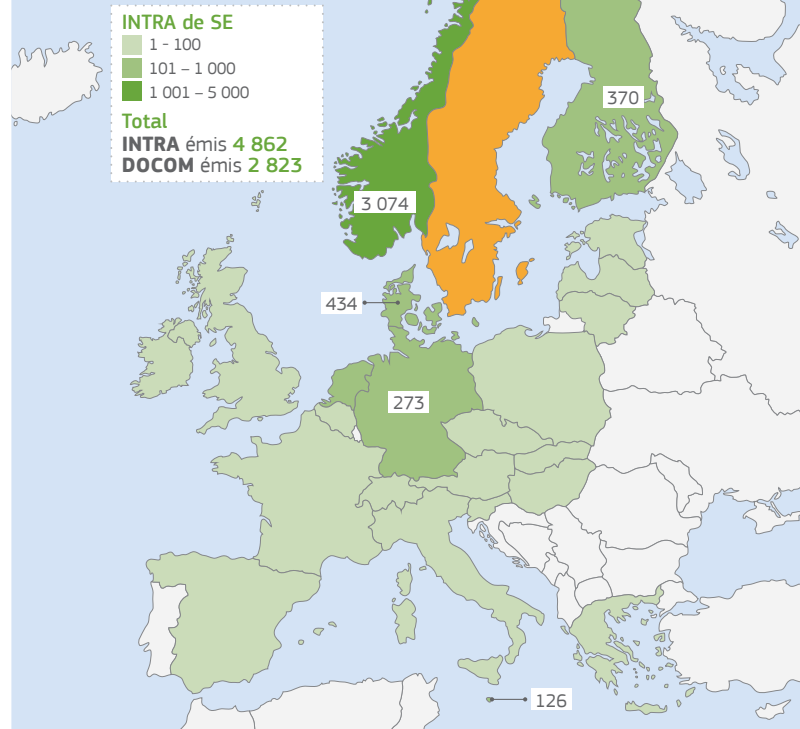 INTRA de SE
1 - 100
101 – 1 000
1 001 – 5 000
Total
INTRA émis 4 862
DOCOM émis 2 823
370
3 074
434
273
126